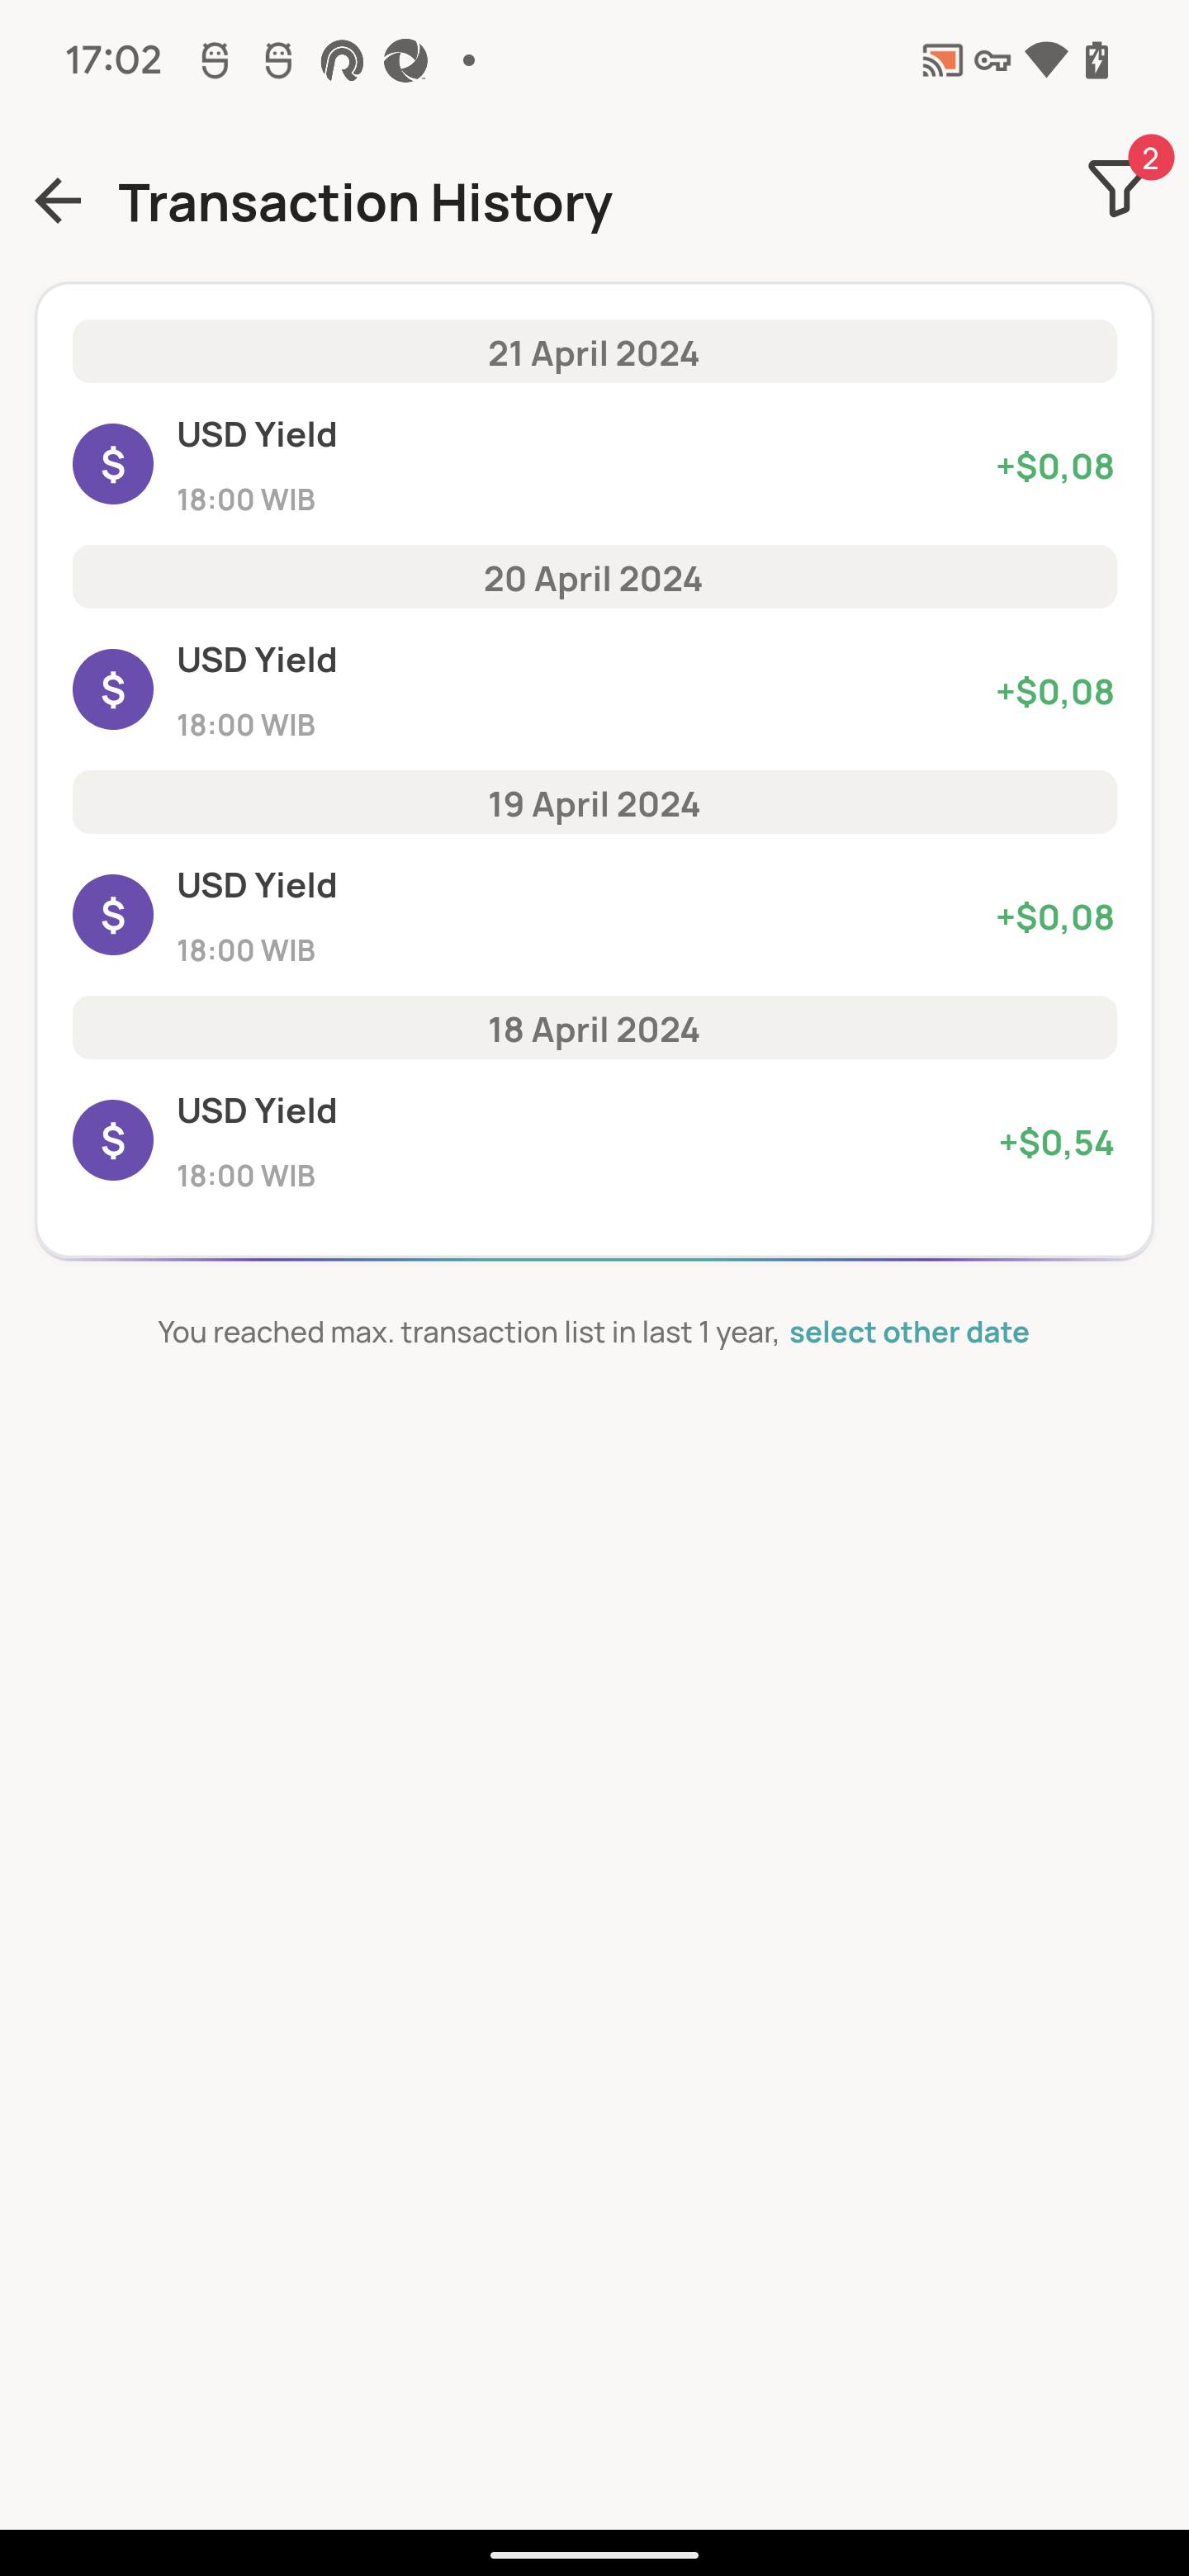 17:02
2
Transaction History
21 April 2024
USD Yield
+$0,08
18:00 WIB
20 April 2024
USD Yield
+$0,08
18:00 WIB
19 April 2024
USD Yield
+$0,08
18:00 WIB
18 April 2024
USD Yield
+$0,54
18:00 WIB
You reached max. transaction list in last 1 year, select other date